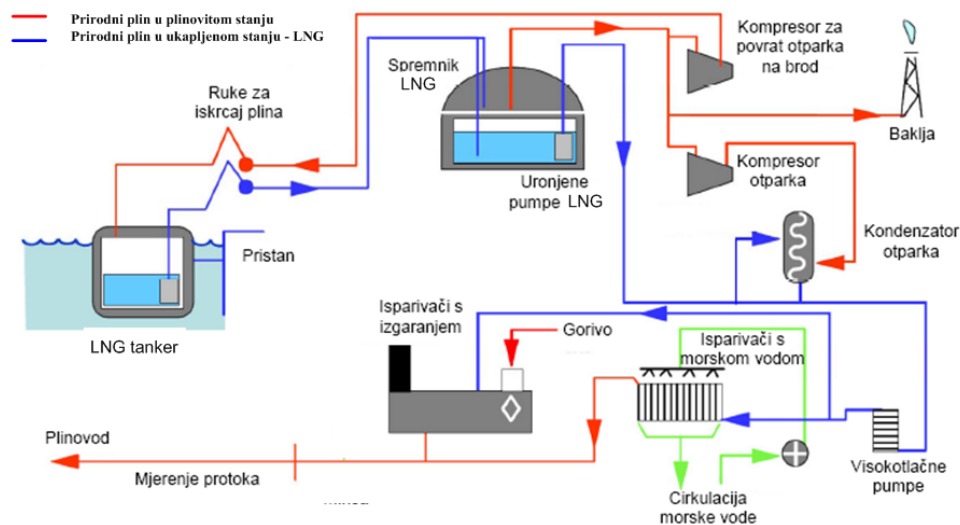 Prirodni plin u plinovitom stanju
Prirodni plin u ukapljenom stanju - LNG
Kompresor za
povrat otparka
na brod
Spremnik
LNG
Ruke za
iskrcaj plina
Baklja
Kompresor
otparka
Uronjene
pumpe LNG
Kondenzator
otparka
Pristan
LNG tanker
Isparivači s
izgaranjem
Gorivo
Isparivači s
morskom vodom
Plinovod
Mjerenje protoka
Visokotlačne
pumpe
Cirkulacija
morske vode